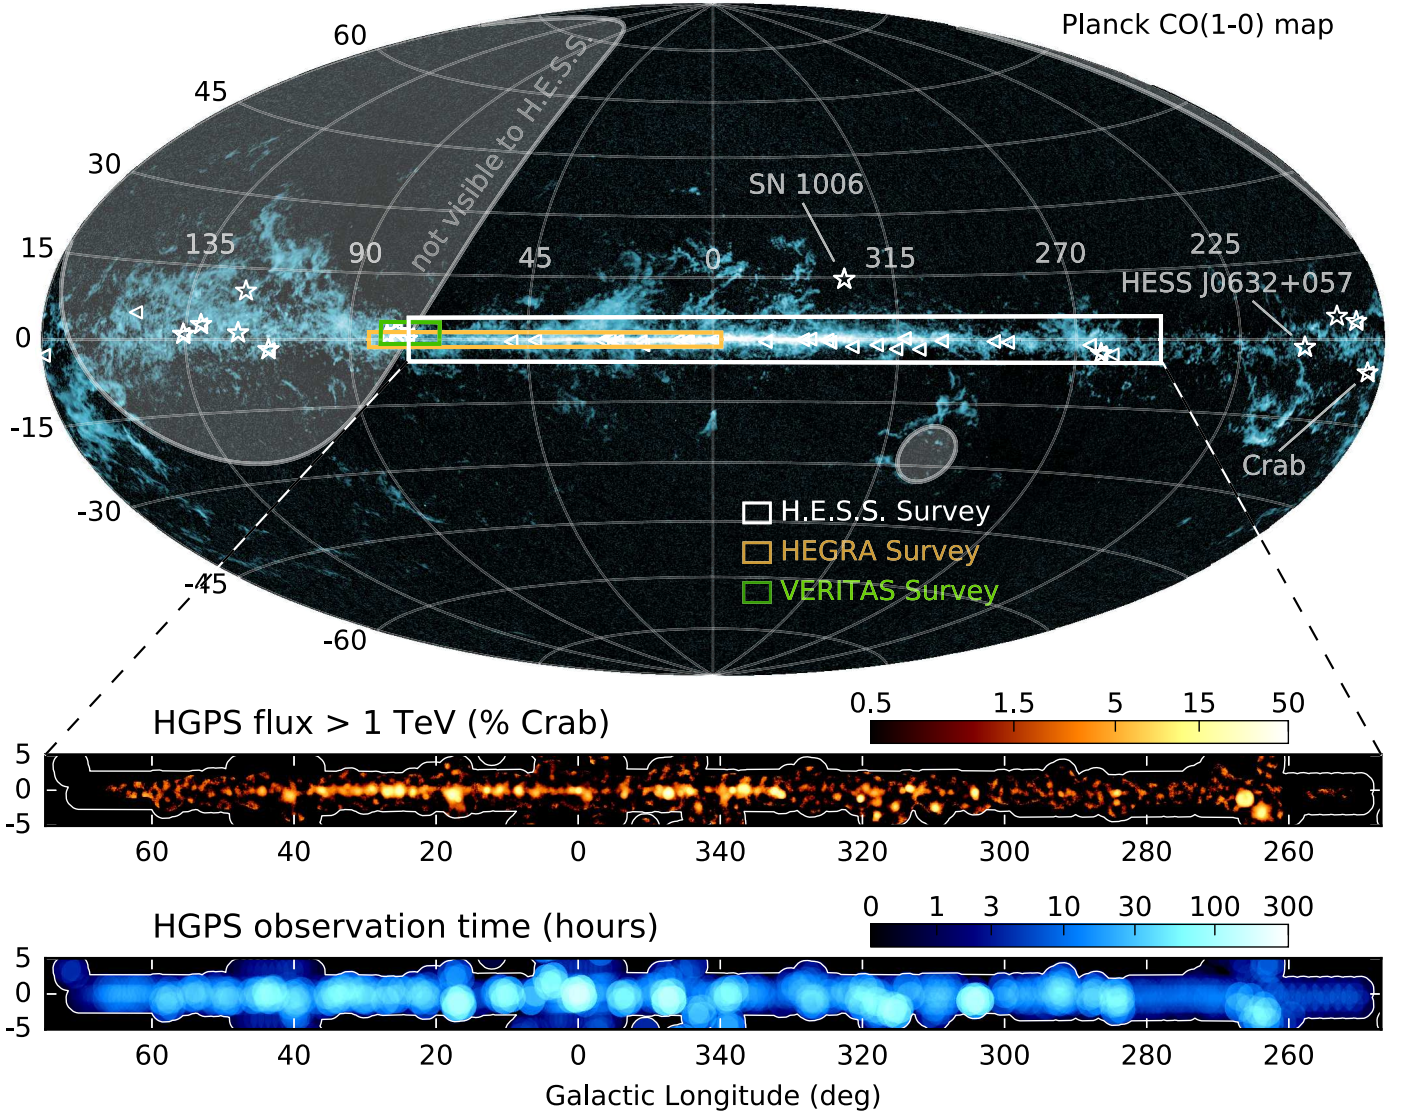 Planck CO(1-0) map
60
45
30
15
0
-15
-30
-45
-60
not visible to H.E.S.S.
135
90
45
0
315
270
225
SN 1006
HESS J0632+057
Crab
H.E.S.S. Survey
HEGRA Survey
VERITAS Survey
HGPS flux > 1 TeV (% Crab)
0.5 1.5 5 15 50
5
0
-5
60 40 20 0 340 320 300 280 260
HGPS observation time (hours)
0 1 3 10 30 100 300
5
0
-5
60 40 20 0 340 320 300 280 260
Galactic Longitude (deg)